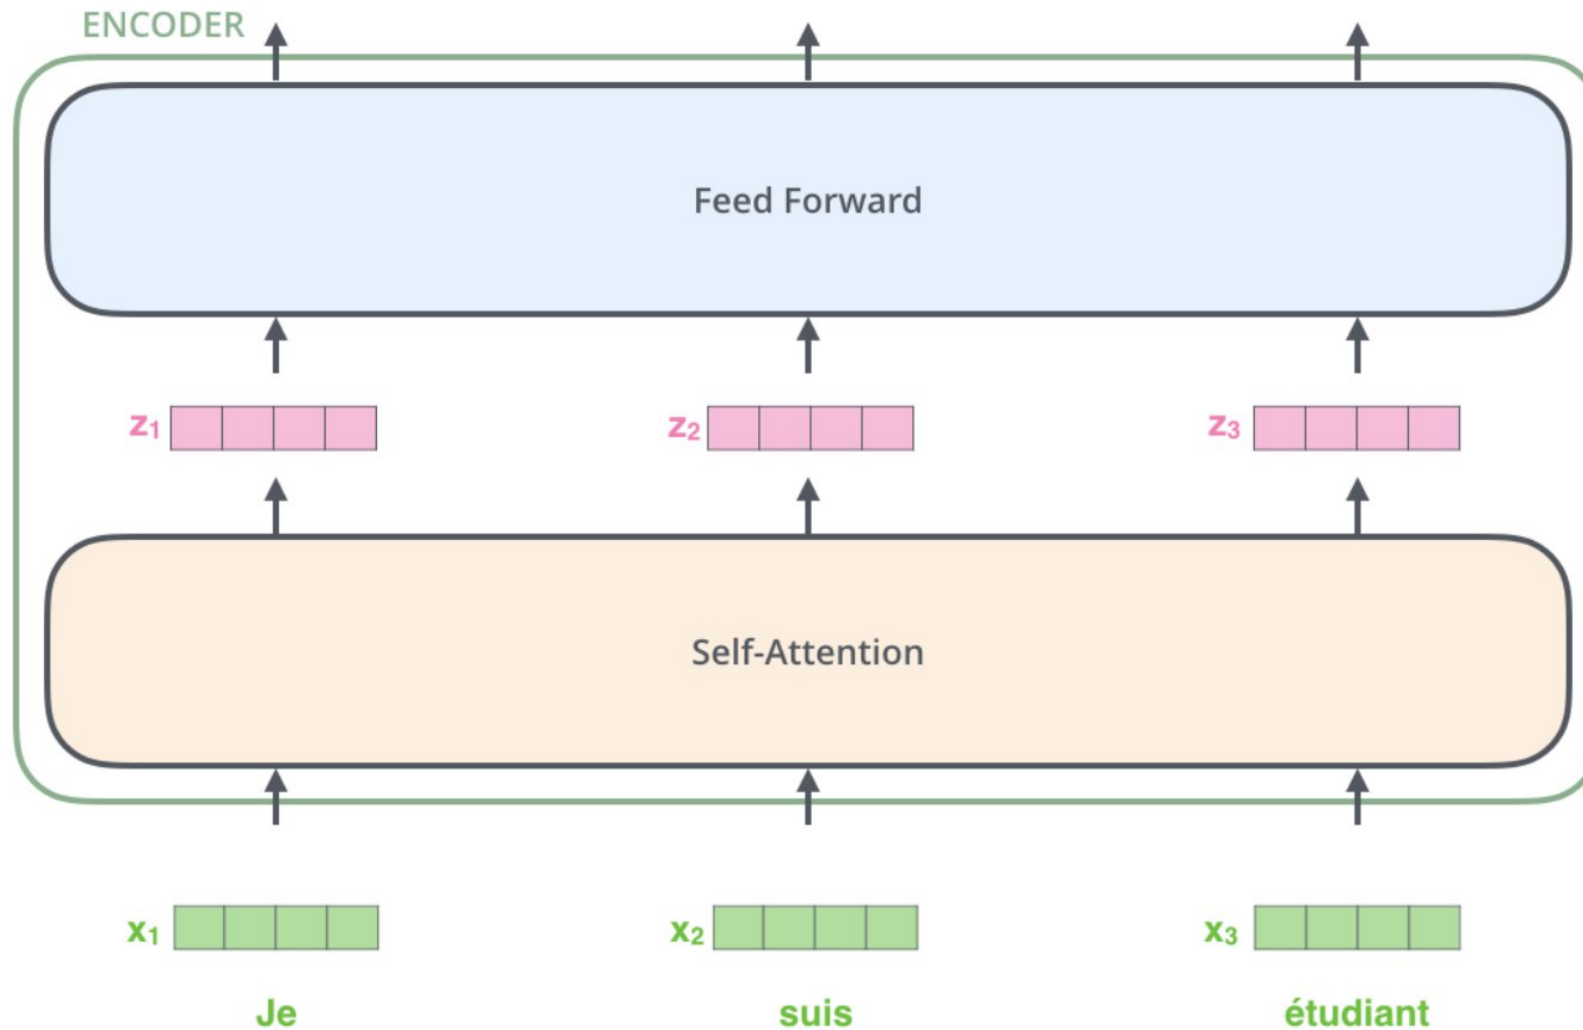 ENCODER
Feed Forward
z₁ z₂ z₃
Self-Attention
x₁ x₂ x₃
Je suis étudiant